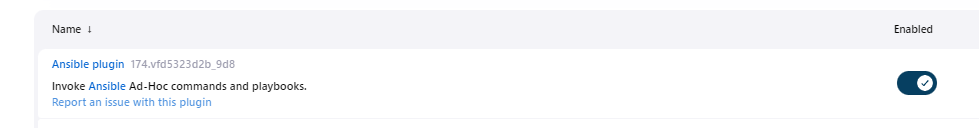 Name ↓ Enabled
Ansible plugin 174.vfd5323d2b_9d8
Invoke Ansible Ad-Hoc commands and playbooks.
Report an issue with this plugin